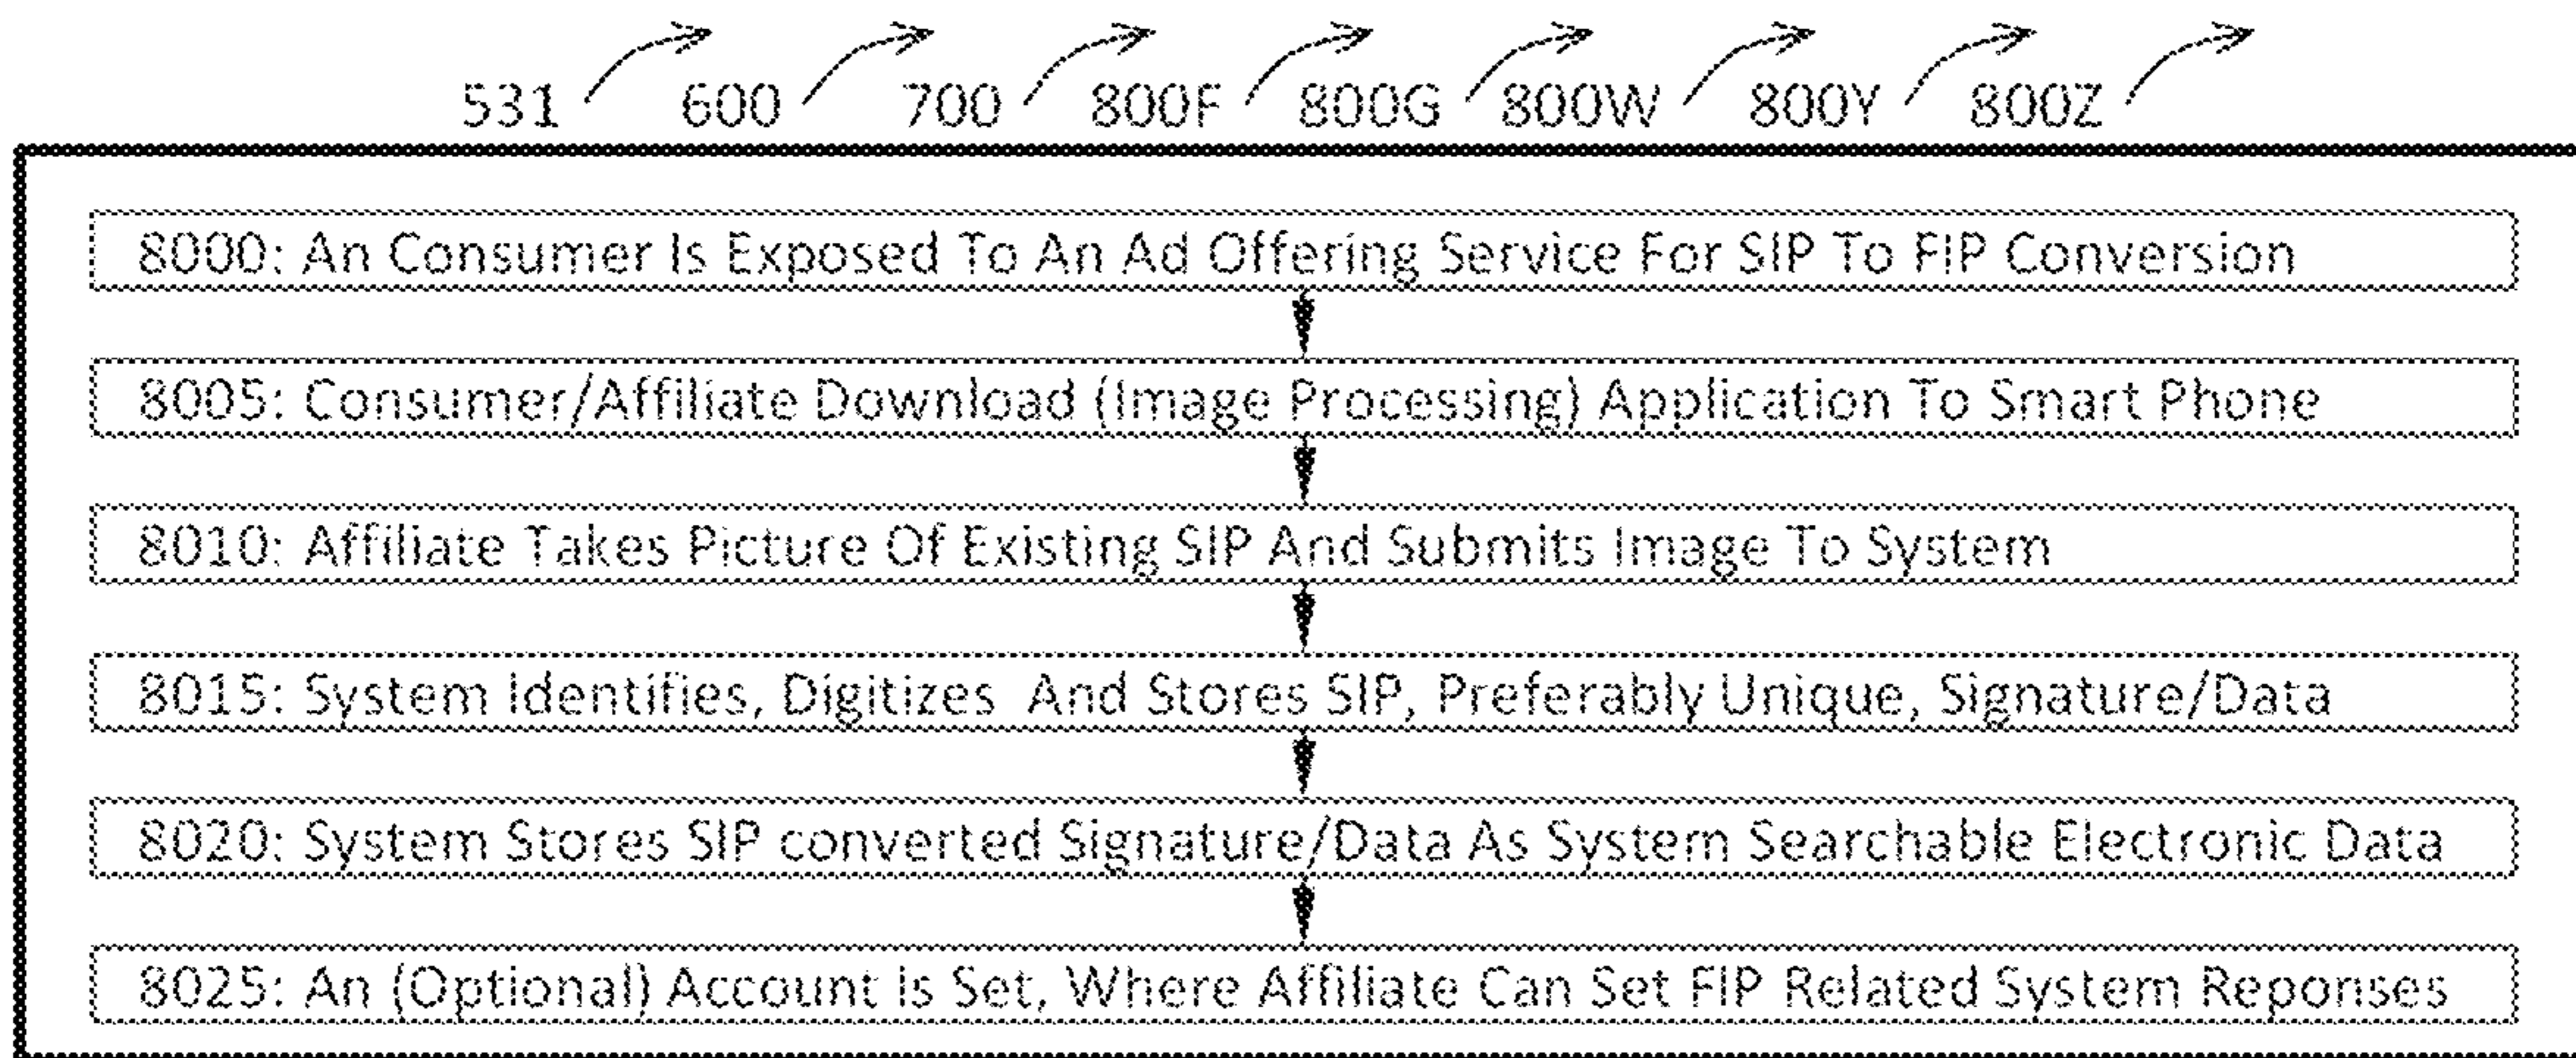 531 600 700 800F 800G 800W 800Y 800Z
8000: An Consumer Is Exposed To An Ad Offering Service For SIP To FIP Conversion
8005: Consumer/Affiliate Download (Image Processing) Application To Smart Phone
8010: Affiliate Takes Picture Of Existing SIP And Submits Image To System
8015: System Identifies, Digitizes And Stores SIP, Preferably Unique, Signature/Data
8020: System Stores SIP converted Signature/Data As System Searchable Electronic Data
8025: An (Optional) Account Is Set, Where Affiliate Can Set FIP Related System Reponses